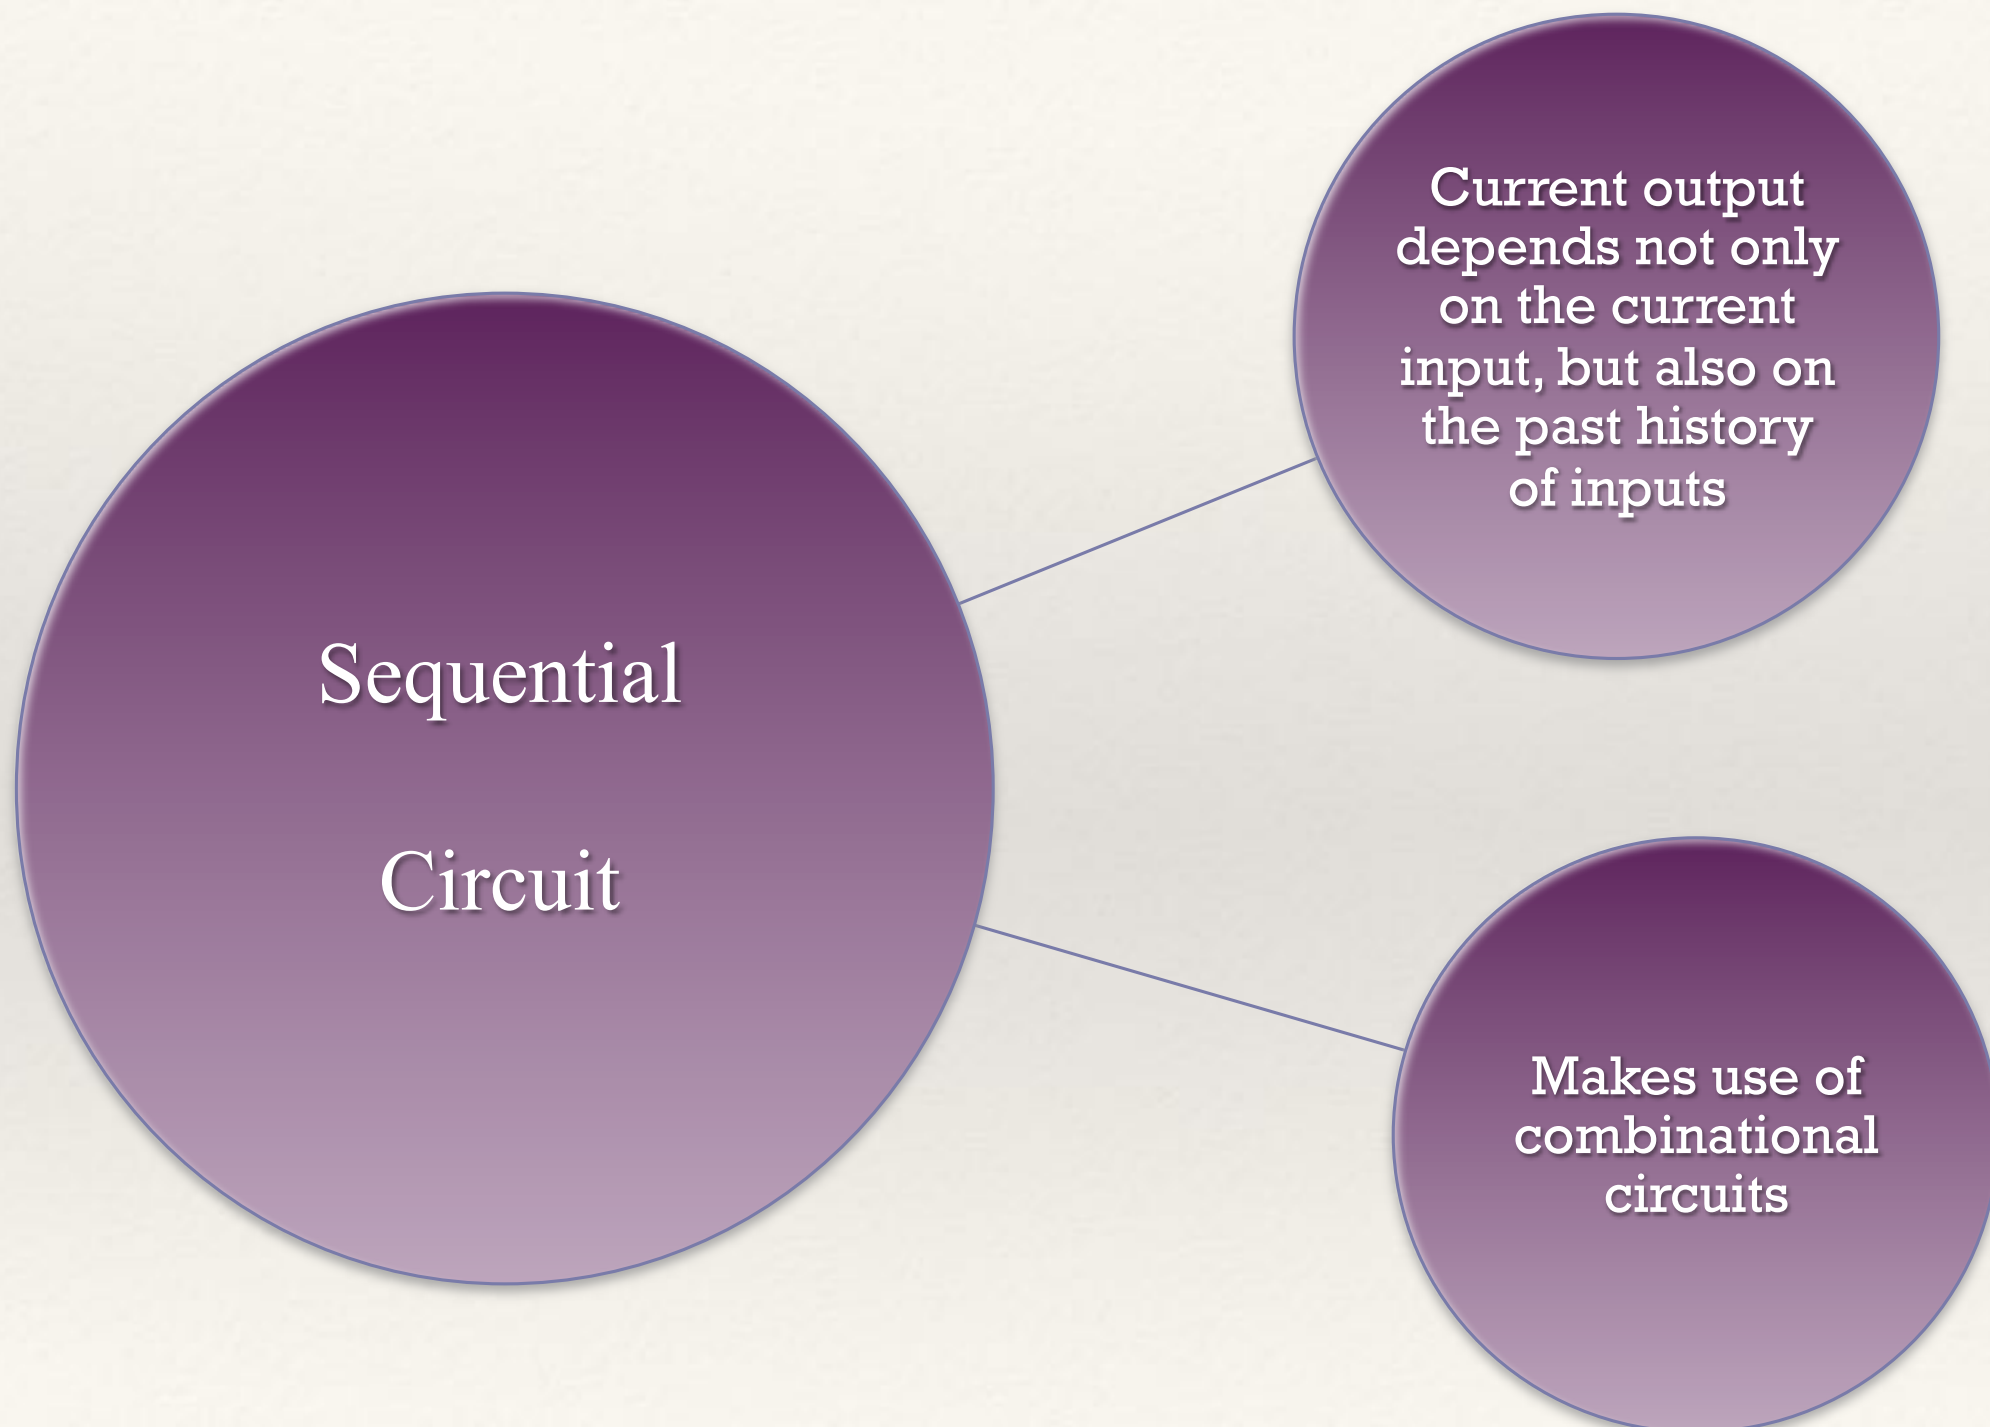 Sequential
Circuit
Current output
depends not only
on the current
input, but also on
the past history
of inputs
Makes use of
combinational
circuits